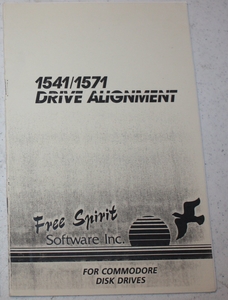 1541/1571
DRIVE ALIGNMENT
Free Spirit
Software Inc.
FOR COMMODORE
DISK DRIVES